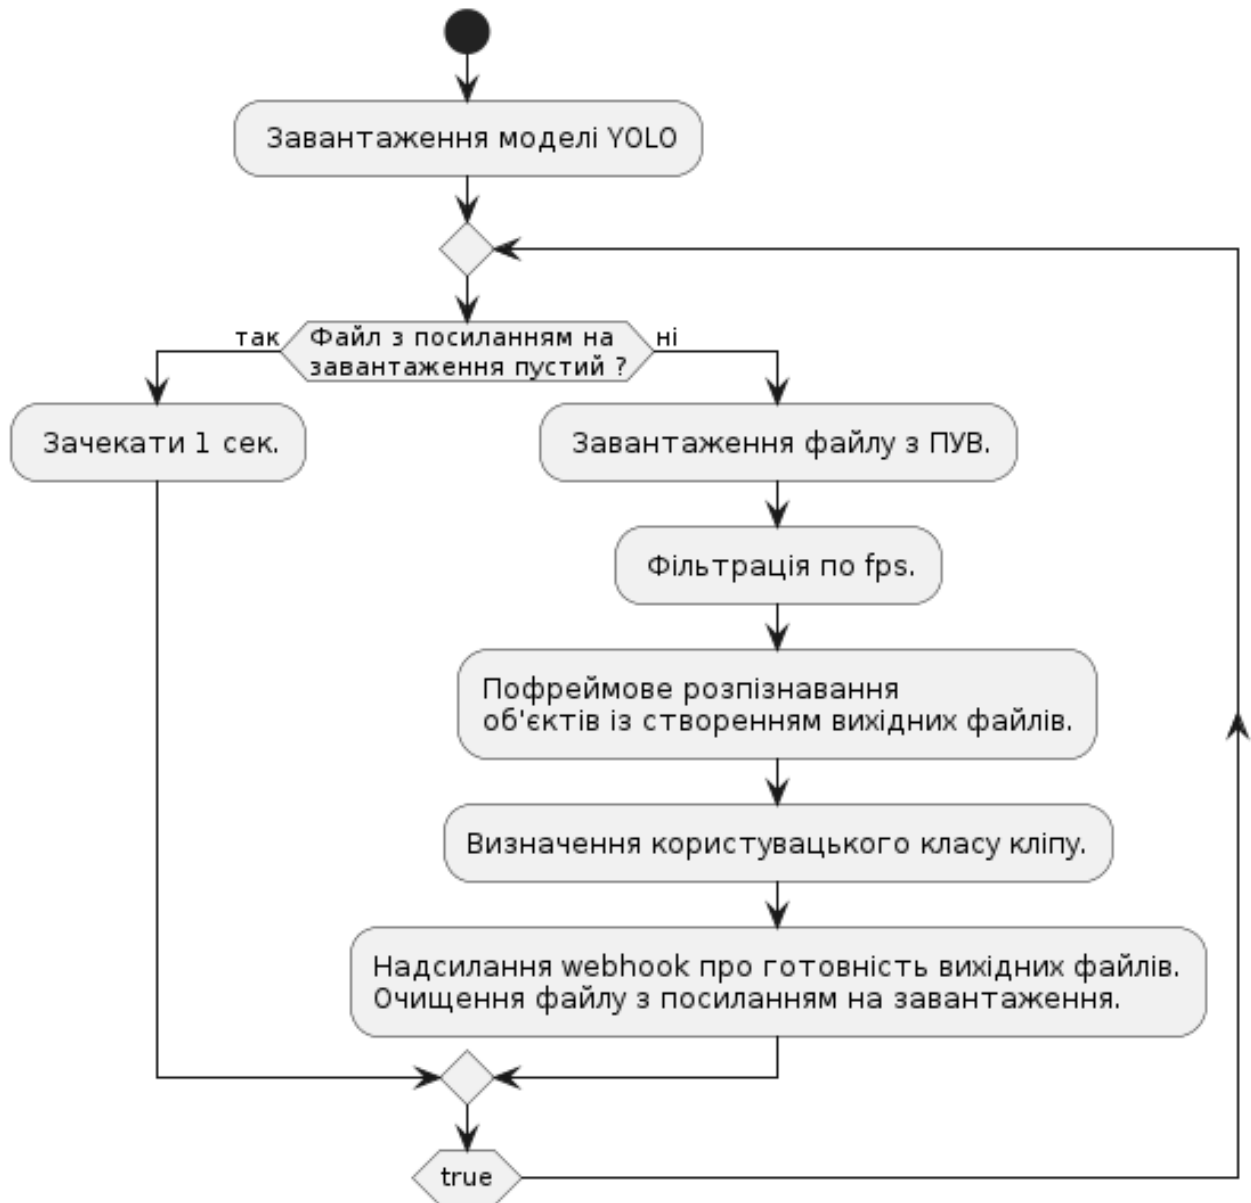 Завантаження моделі YOLO
Файл з посиланням на
завантаження пустий ?
так
ні
Зачекати 1 сек.
Завантаження файлу з ПУВ.
Фільтрація по fps.
Пофреймове розпізнавання
об'єктів із створенням вихідних файлів.
Визначення користувацького класу кліпу.
Надсилання webhook про готовність вихідних файлів.
Очищення файлу з посиланням на завантаження.
true